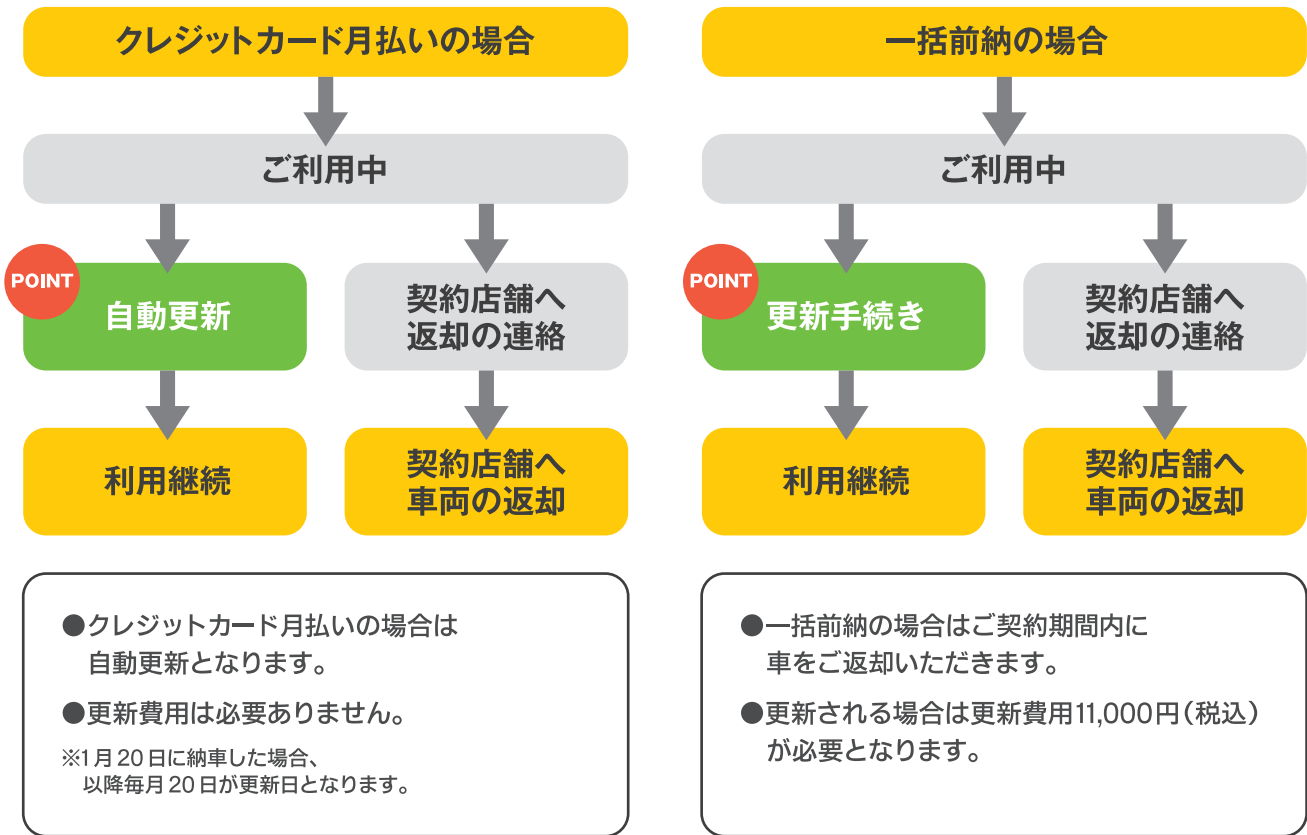 クレジットカード月払いの場合
ご利用中
POINT
自動更新
契約店舗へ
返却の連絡
利用継続
契約店舗へ
車両の返却
●クレジットカード月払いの場合は
自動更新となります。
●更新費用は必要ありません。
※1月20日に納車した場合、
以降毎月20日が更新日となります。
一括前納の場合
ご利用中
POINT
更新手続き
契約店舗へ
返却の連絡
利用継続
契約店舗へ
車両の返却
●一括前納の場合はご契約期間内に
車をご返却いただきます。
●更新される場合は更新費用11,000円(税込)
が必要となります。